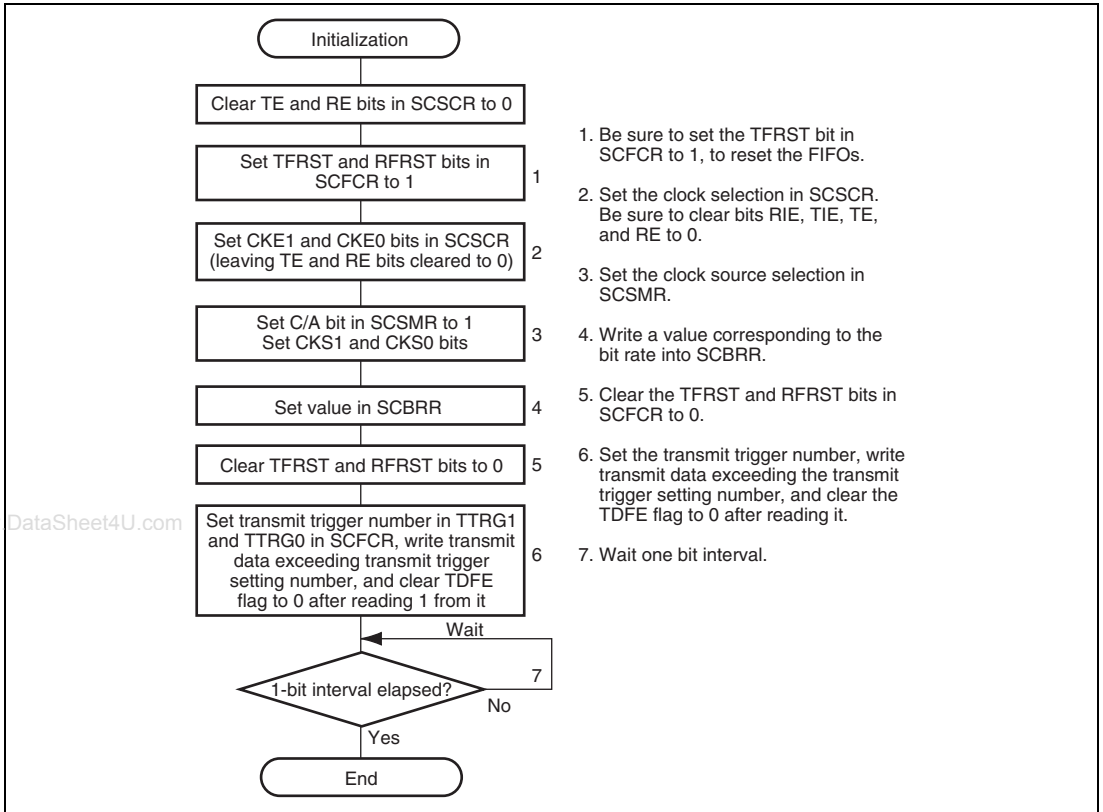 Initialization
Clear TE and RE bits in SCSCR to 0
Set TFRST and RFRST bits in
SCFCR to 1
1
Set CKE1 and CKE0 bits in SCSCR
(leaving TE and RE bits cleared to 0)
2
Set C/A bit in SCSMR to 1
Set CKS1 and CKS0 bits
3
Set value in SCBRR
4
Clear TFRST and RFRST bits to 0
5
Set transmit trigger number in TTRG1
and TTRG0 in SCFCR, write transmit
data exceeding transmit trigger
setting number, and clear TDFE
flag to 0 after reading 1 from it
6
Wait
1-bit interval elapsed?
7
No
Yes
End
1. Be sure to set the TFRST bit in
SCFCR to 1, to reset the FIFOs.
2. Set the clock selection in SCSCR.
Be sure to clear bits RIE, TIE, TE,
and RE to 0.
3. Set the clock source selection in
SCSMR.
4. Write a value corresponding to the
bit rate into SCBRR.
5. Clear the TFRST and RFRST bits in
SCFCR to 0.
6. Set the transmit trigger number, write
transmit data exceeding the transmit
trigger setting number, and clear the
TDFE flag to 0 after reading it.
7. Wait one bit interval.
DataSheet4U.com